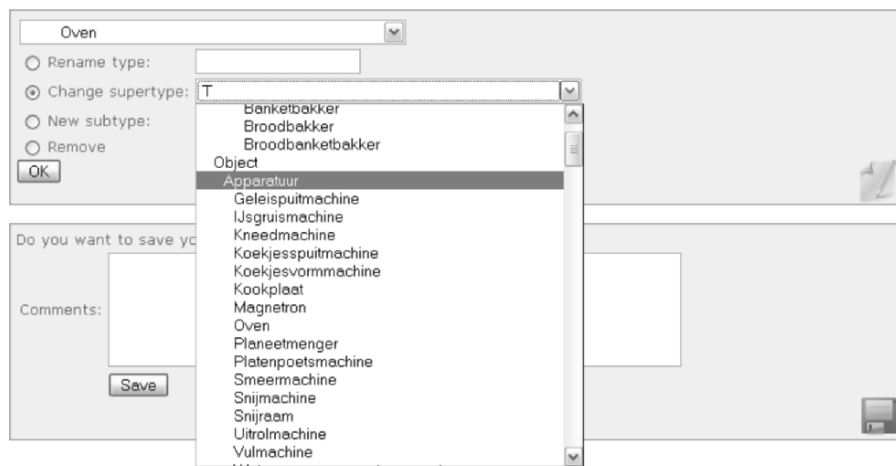 Oven
Rename type:
Change supertype: T
New subtype:
Remove
OK
Banketbakker
Broodbakker
Broodbanketbakker
Object
Apparatuur
Geleispuitmachine
IJsgruismachine
Kneedmachine
Koekjesspuitmachine
Koekjesvormmachine
Kookplaat
Magnetron
Oven
Planeetmenger
Platenpoetsmachine
Smeermachine
Snijmachine
Snijraam
Uitrolmachine
Vulmachine
Do you want to save yo
Comments:
Save